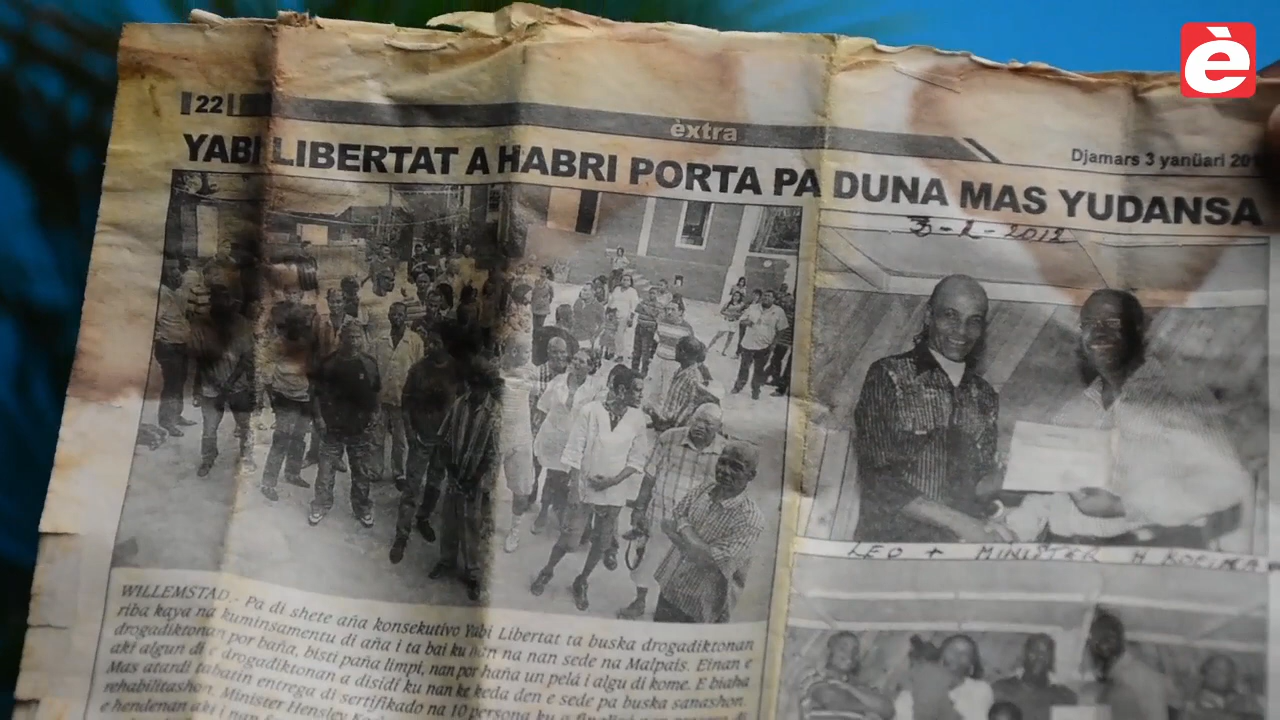 è
22
èxtra
Djamars 3 yanüari 201
YABI LIBERTAT A HABRI PORTA PA DUNA MAS YUDANSA
3-1-2012
LEO + MINISTER H KOEIMAN
WILLEMSTAD.- Pa di shete aña konsekutivo Yabi Libertat ta buska drogadiktonan
riba kaya na kuminsamentu di aña i ta bai ku nan na nan sede na Malpais. Einan e
drogadiktonan por baña, bisti paña limpi, nan por haña un pelá i algu di kome. E biaha
aki algun di e drogadiktonan a disidí ku nan ke keda den e sede pa buska sanashon.
Mas atardi tabatin entrega di sertifikado na 10 persona ku a
rehabilitashon. Minister Hensley
e hendenan aki i nan